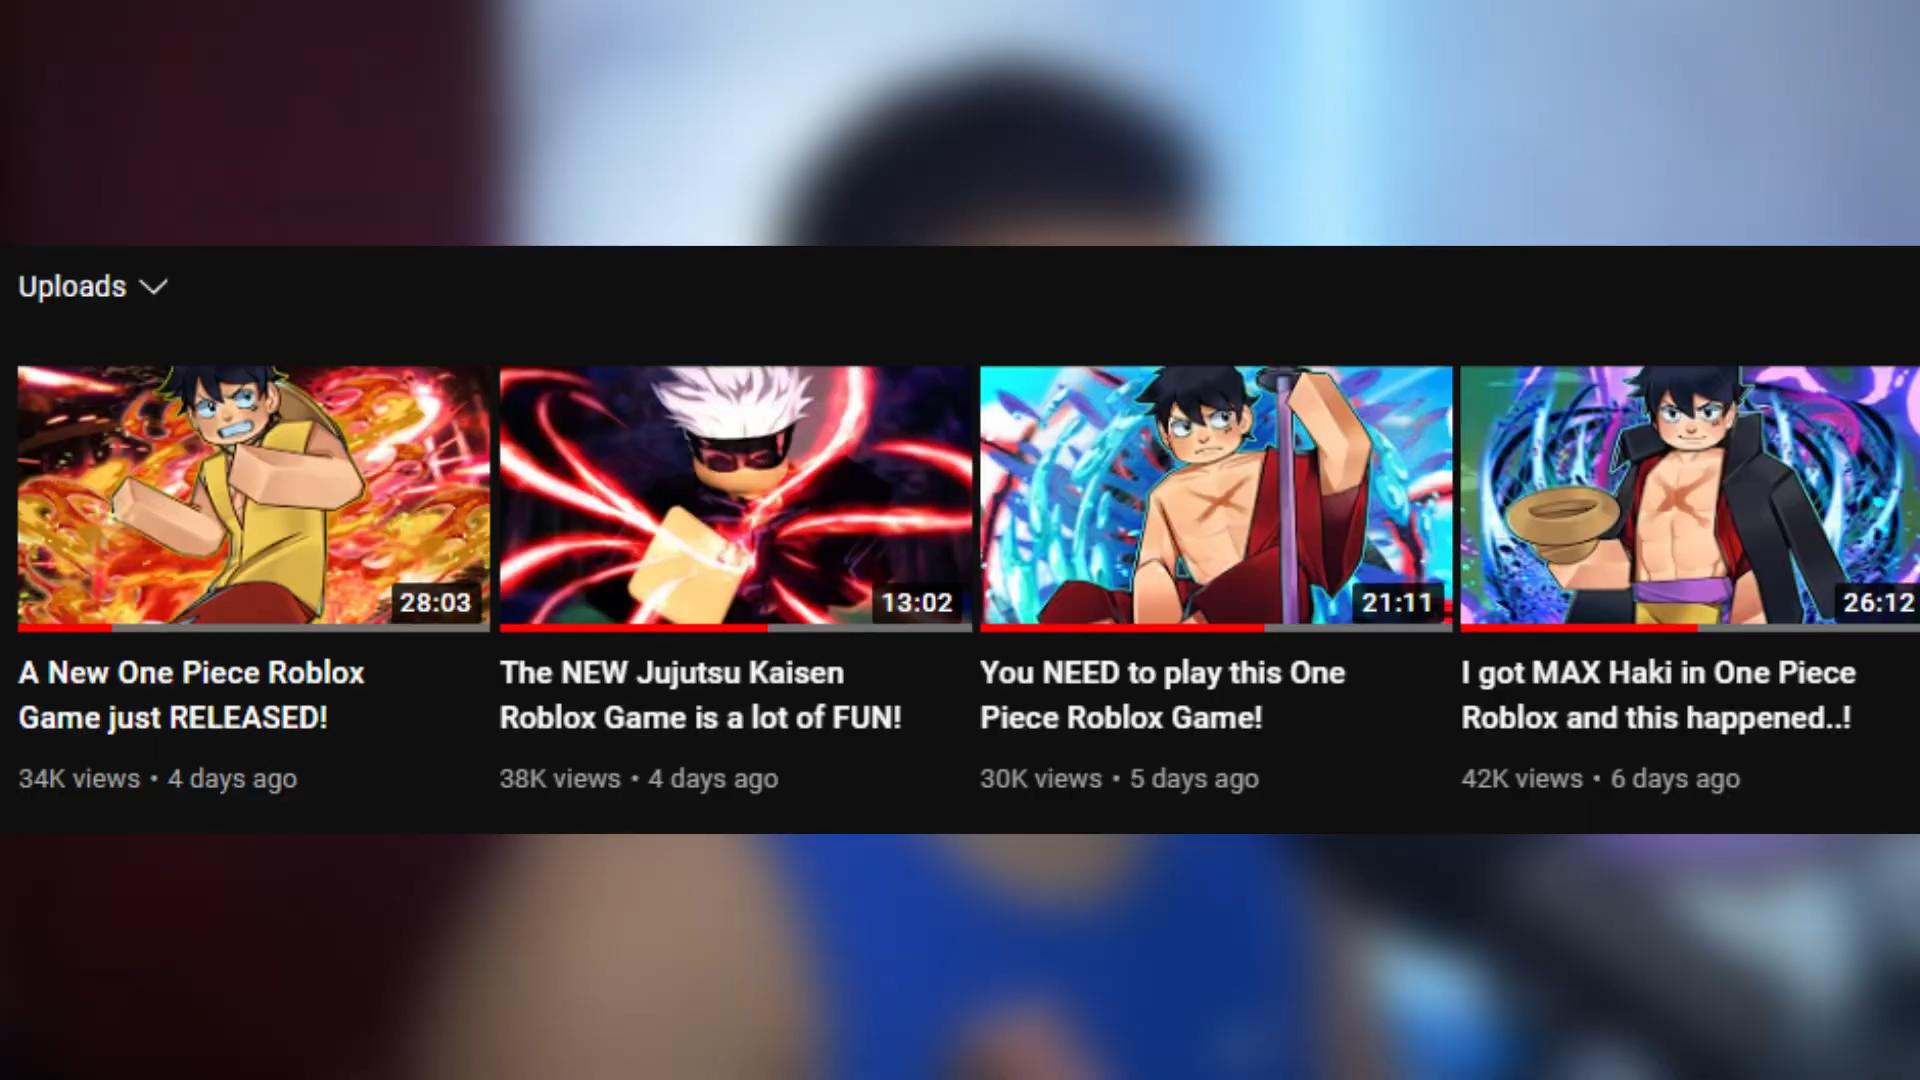 Uploads
28:03
13:02
21:11
26:12
A New One Piece Roblox
Game just RELEASED!
The NEW Jujutsu Kaisen
Roblox Game is a lot of FUN!
You NEED to play this One
Piece Roblox Game!
I got MAX Haki in One Piece
Roblox and this happened..!
34K views • 4 days ago
38K views • 4 days ago
30K views • 5 days ago
42K views • 6 days ago